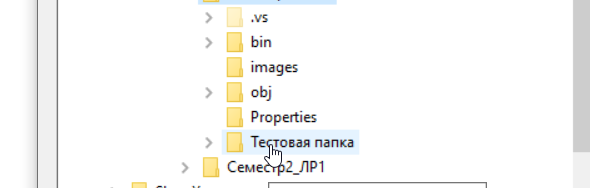 .vs
bin
images
obj
Properties
Тестовая папка
Семестр2_ЛР1